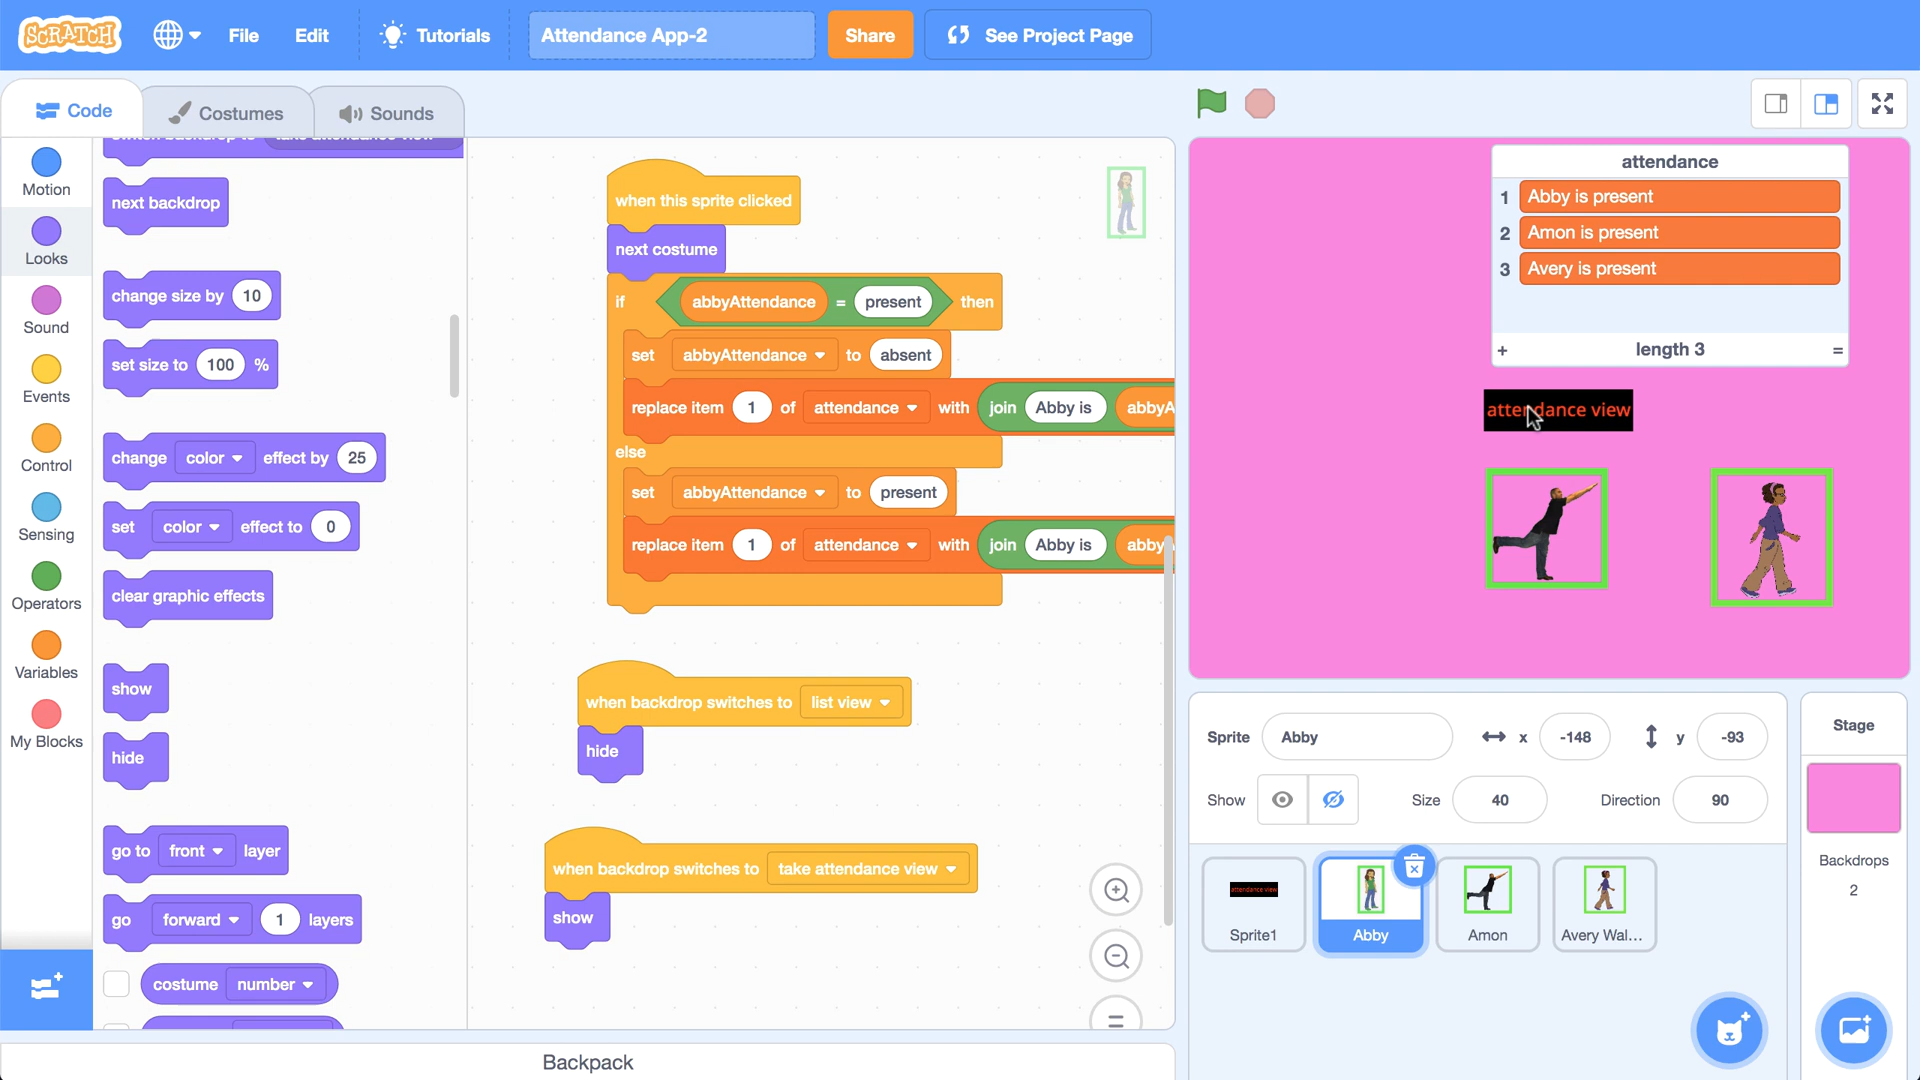 SCRATCH
File
Edit
Tutorials
Attendance App-2
Share
See Project Page
Code
Costumes
Sounds
Motion
Looks
Sound
Events
Control
Sensing
Operators
Variables
My Blocks
next backdrop
change size by 10
set size to 100 %
change color effect by 25
set color effect to 0
clear graphic effects
show
hide
go to front layer
go forward 1 layers
costume number
when this sprite clicked
next costume
if abbyAttendance = present then
set abbyAttendance to absent
replace item 1 of attendance with join Abby is abbyA
else
set abbyAttendance to present
replace item 1 of attendance with join Abby is abby
when backdrop switches to list view
hide
when backdrop switches to take attendance view
show
Backpack
attendance
1 Abby is present
2 Amon is present
3 Avery is present
+ length 3 =
attendance view
Sprite Abby x -148 y -93
Show Size 40 Direction 90
attendance view
Sprite1
Abby
Amon
Avery Wal...
Stage
Backdrops
2